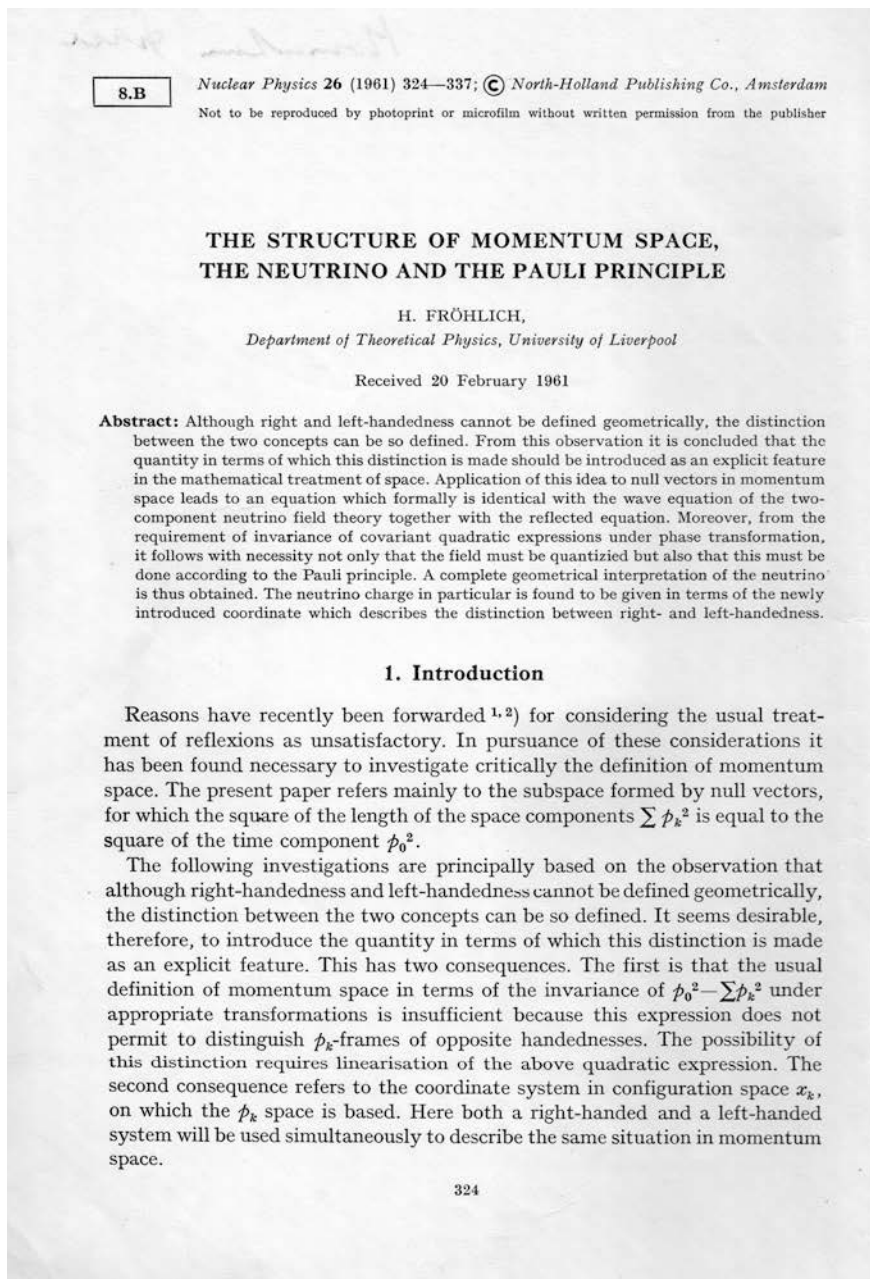 8.B
Nuclear Physics 26 (1961) 324—337; © North-Holland Publishing Co., Amsterdam
Not to be reproduced by photoprint or microfilm without written permission from the publisher
THE STRUCTURE OF MOMENTUM SPACE,
THE NEUTRINO AND THE PAULI PRINCIPLE
H. FRÖHLICH,
Department of Theoretical Physics, University of Liverpool
Received 20 February 1961
Abstract: Although right and left-handedness cannot be defined geometrically, the distinction
between the two concepts can be so defined. From this observation it is concluded that the
quantity in terms of which this distinction is made should be introduced as an explicit feature
in the mathematical treatment of space. Application of this idea to null vectors in momentum
space leads to an equation which formally is identical with the wave equation of the two-
component neutrino field theory together with the reflected equation. Moreover, from the
requirement of invariance of covariant quadratic expressions under phase transformation,
it follows with necessity not only that the field must be quantizied but also that this must be
done according to the Pauli principle. A complete geometrical interpretation of the neutrino
is thus obtained. The neutrino charge in particular is found to be given in terms of the newly
introduced coordinate which describes the distinction between right- and left-handedness.
1. Introduction
Reasons have recently been forwarded ¹,²) for considering the usual treat-
ment of reflexions as unsatisfactory. In pursuance of these considerations it
has been found necessary to investigate critically the definition of momentum
space. The present paper refers mainly to the subspace formed by null vectors,
for which the square of the length of the space components ∑ pₖ² is equal to the
square of the time component p₀².
The following investigations are principally based on the observation that
although right-handedness and left-handedness cannot be defined geometrically,
the distinction between the two concepts can be so defined. It seems desirable,
therefore, to introduce the quantity in terms of which this distinction is made
as an explicit feature. This has two consequences. The first is that the usual
definition of momentum space in terms of the invariance of p₀²—∑pₖ² under
appropriate transformations is insufficient because this expression does not
permit to distinguish pₖ-frames of opposite handednesses. The possibility of
this distinction requires linearisation of the above quadratic expression. The
second consequence refers to the coordinate system in configuration space xₖ,
on which the pₖ space is based. Here both a right-handed and a left-handed
system will be used simultaneously to describe the same situation in momentum
space.
324